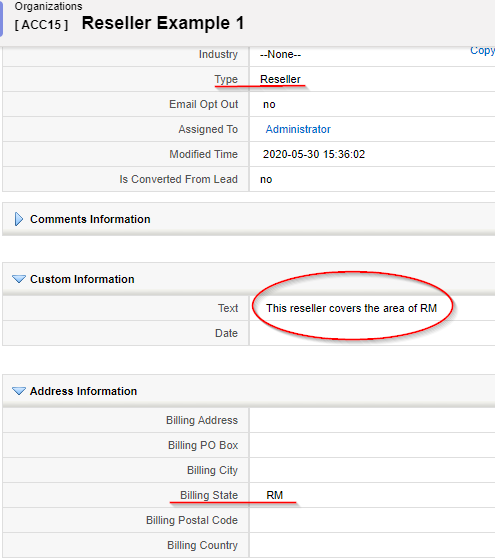 Organizations
[ ACC15 ] Reseller Example 1
Copy
Industry --None--
Type Reseller
Email Opt Out no
Assigned To Administrator
Modified Time 2020-05-30 15:36:02
Is Converted From Lead no
Comments Information
Custom Information
Text This reseller covers the area of RM
Date
Address Information
Billing Address
Billing PO Box
Billing City
Billing State RM
Billing Postal Code
Billing Country